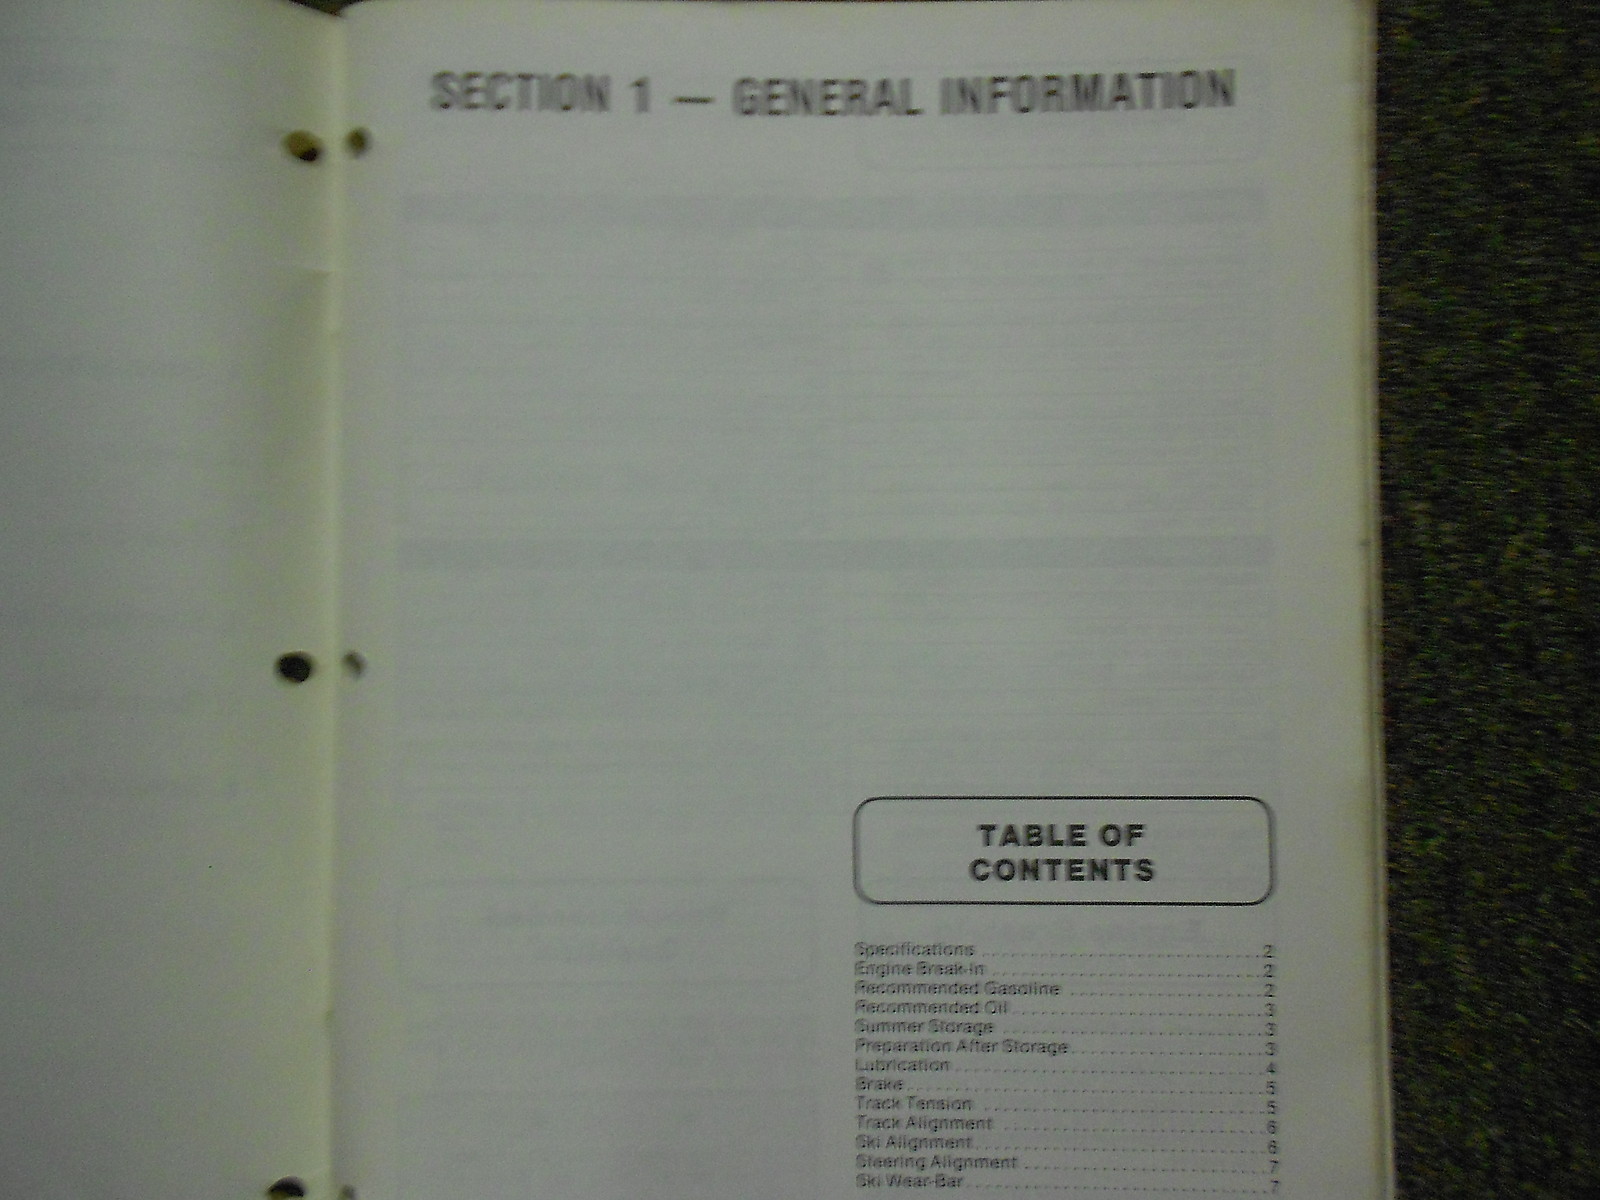 SECTION 1 — GENERAL INFORMATION
TABLE OF
CONTENTS
Specifications 2
Engine Break-In 2
Recommended Gasoline 2
Recommended Oil 3
Summer Storage 3
Preparation After Storage 3
Lubrication 4
Brake 5
Track Tension 5
Track Alignment 6
Ski Alignment 6
Steering Alignment 7
Ski Wear-Bar 7